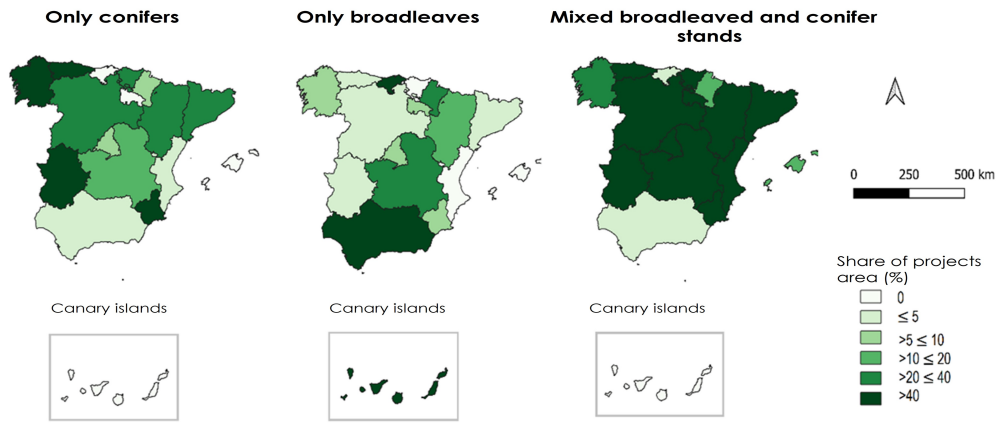 Only conifers
Only broadleaves
Mixed broadleaved and conifer
stands
0 250 500 km
Share of projects
area (%)
0
≤ 5
>5 ≤ 10
>10 ≤ 20
>20 ≤ 40
>40
Canary islands
Canary islands
Canary islands